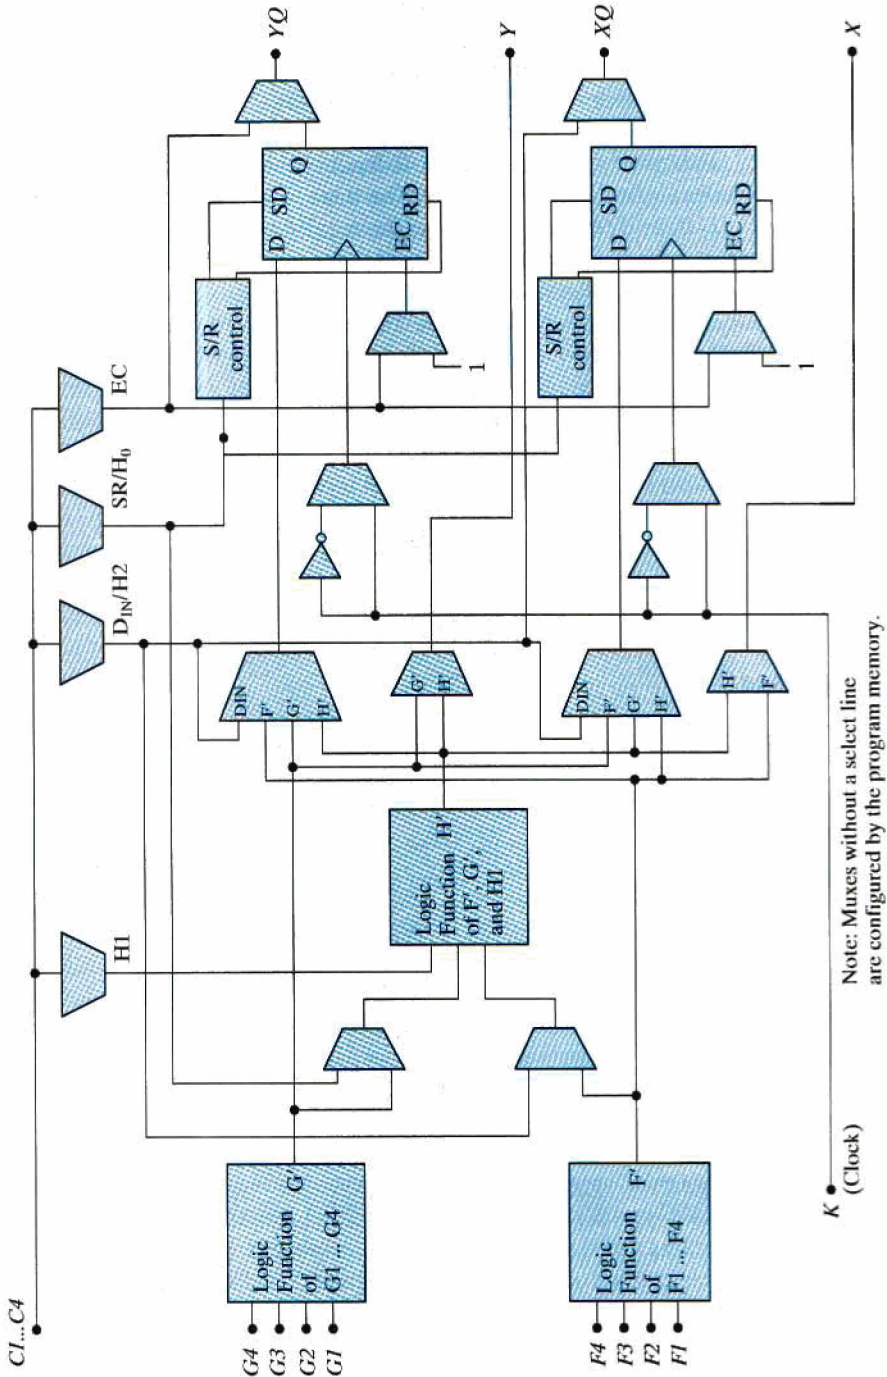 C1...C4
H1
D_IN/H2
SR/H_0
EC
G4
G3
G2
G1
Logic
Function
of
G1 ... G4
G'
F4
F3
F2
F1
Logic
Function
of
F1 ... F4
F'
Logic
Function
of F', G',
and H1
H'
DIN
F'
G'
H'
G'
H'
DIN
F'
G'
H'
H'
F'
S/R
control
S/R
control
1
1
D
SD
Q
EC
RD
D
SD
Q
EC
RD
YQ
Y
XQ
X
K
(Clock)
Note: Muxes without a select line
are configured by the program memory.